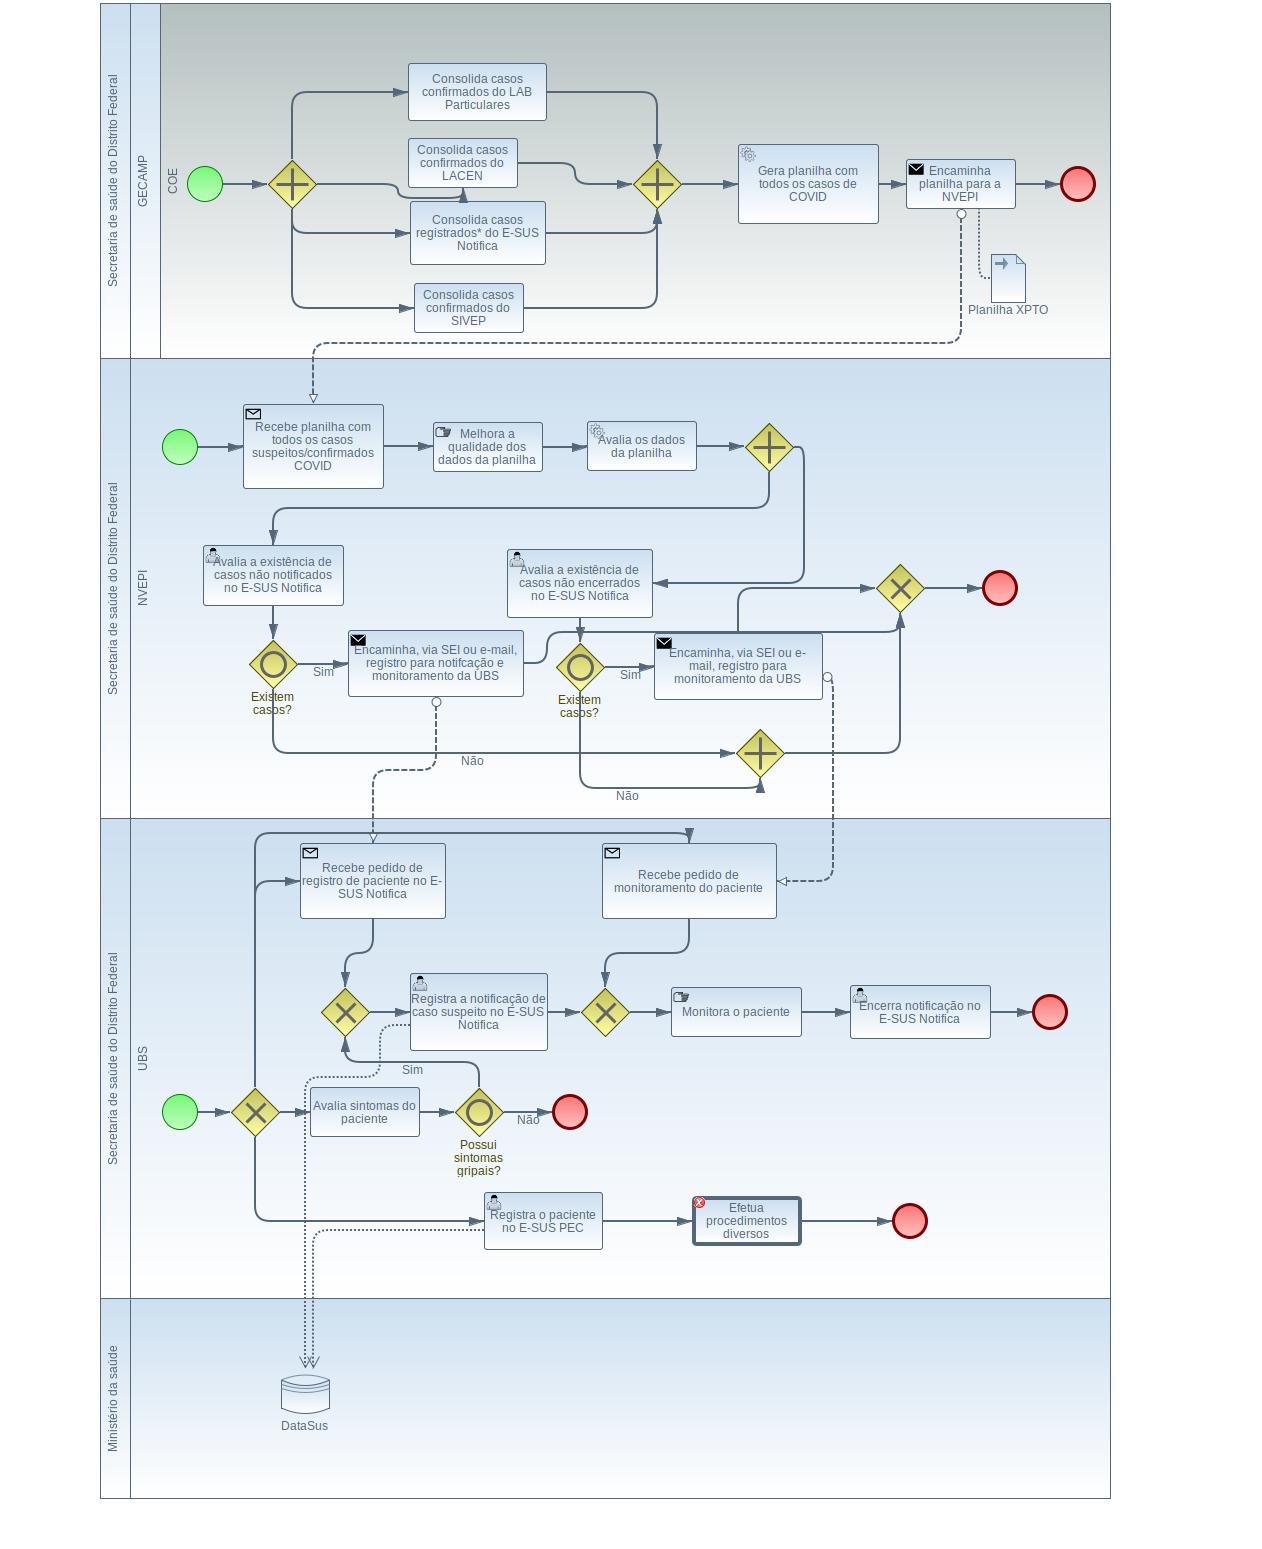 Secretaria de saúde do Distrito Federal
GECAMP
COE
Consolida casos
confirmados do LAB
Particulares
Consolida casos
confirmados do
LACEN
Consolida casos
registrados* do E-SUS
Notifica
Consolida casos
confirmados do
SIVEP
Gera planilha com
todos os casos de
COVID
Encaminha
planilha para a
NVEPI
Planilha XPTO
Secretaria de saúde do Distrito Federal
NVEPI
Recebe planilha com
todos os casos
suspeitos/confirmados
COVID
Melhora a
qualidade dos
dados da planilha
Avalia os dados
da planilha
Avalia a existência de
casos não notificados
no E-SUS Notifica
Avalia a existência de
casos não encerrados
no E-SUS Notifica
Existem
casos?
Sim
Encaminha, via SEI ou e-mail,
registro para notifcação e
monitoramento da UBS
Existem
casos?
Sim
Encaminha, via SEI ou e-
mail, registro para
monitoramento da UBS
Não
Não
Secretaria de saúde do Distrito Federal
UBS
Recebe pedido de
registro de paciente no E-
SUS Notifica
Recebe pedido de
monitoramento do paciente
Registra a notificação de
caso suspeito no E-SUS
Notifica
Monitora o paciente
Encerra notificação no
E-SUS Notifica
Sim
Avalia sintomas do
paciente
Não
Possui
sintomas
gripais?
Registra o paciente
no E-SUS PEC
Efetua
procedimentos
diversos
Ministério da saúde
DataSus